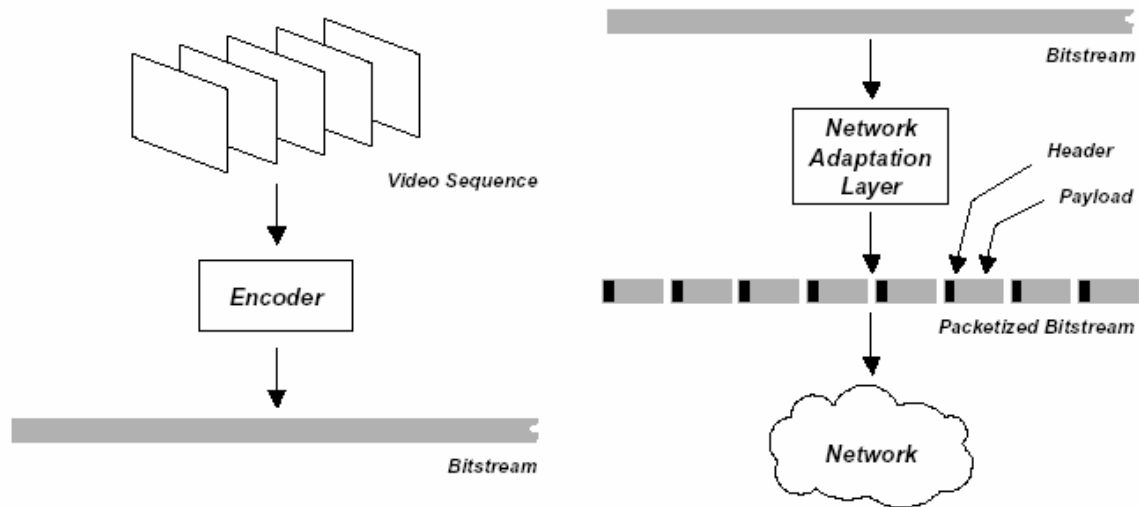 Video Sequence
Encoder
Bitstream
Bitstream
Network
Adaptation
Layer
Header
Payload
Packetized Bitstream
Network